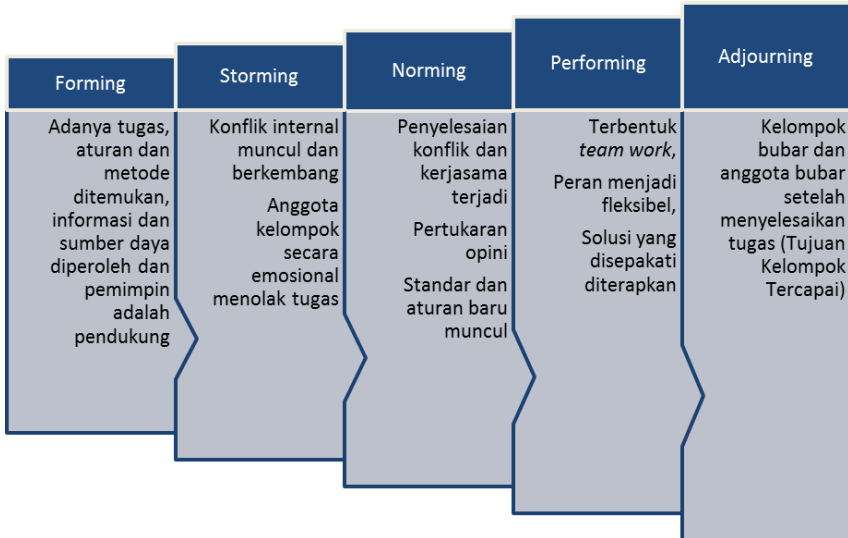 Forming
Adanya tugas,
aturan dan
metode
ditemukan,
informasi dan
sumber daya
diperoleh dan
pemimpin
adalah
pendukung
Storming
Konflik internal
muncul dan
berkembang
Anggota
kelompok
secara
emosional
menolak tugas
Norming
Penyelesaian
konflik dan
kerjasama
terjadi
Pertukaran
opini
Standar dan
aturan baru
muncul
Performing
Terbentuk
team work,
Peran menjadi
fleksibel,
Solusi yang
disepakati
diterapkan
Adjourning
Kelompok
bubar dan
anggota bubar
setelah
menyelesaikan
tugas (Tujuan
Kelompok
Tercapai)